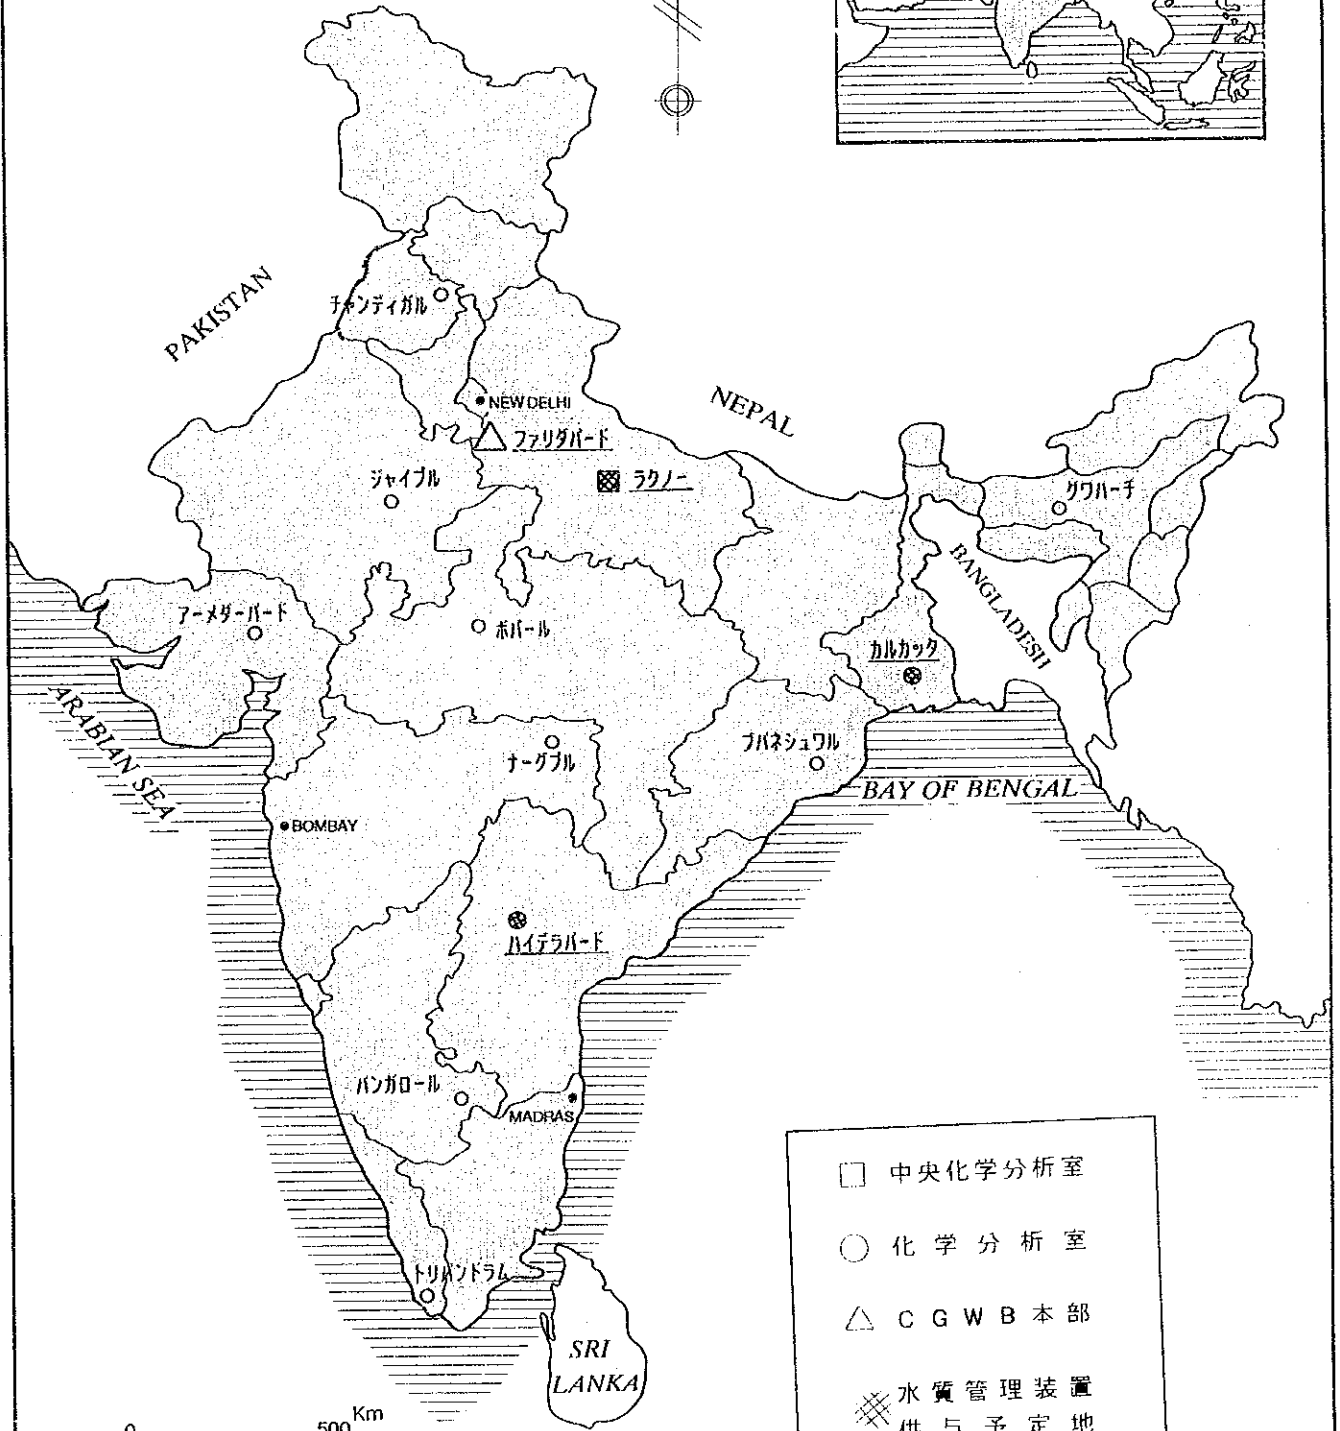 PAKISTAN
チャンディガル
NEW DELHI
NEPAL
ファリダバード
ラクノー
ジャイプル
グワハーチ
BANGLADESH
アーメダーバード
ボパール
カルカッタ
ARABIAN SEA
ブバネシュワル
ナーグプル
BAY OF BENGAL
BOMBAY
ハイデラバード
バンガロール
MADRAS
トリバンドラム
SRI
LANKA
中央化学分析室
化学分析室
CGWB本部
水質管理装置
供与予定地
0 500 Km